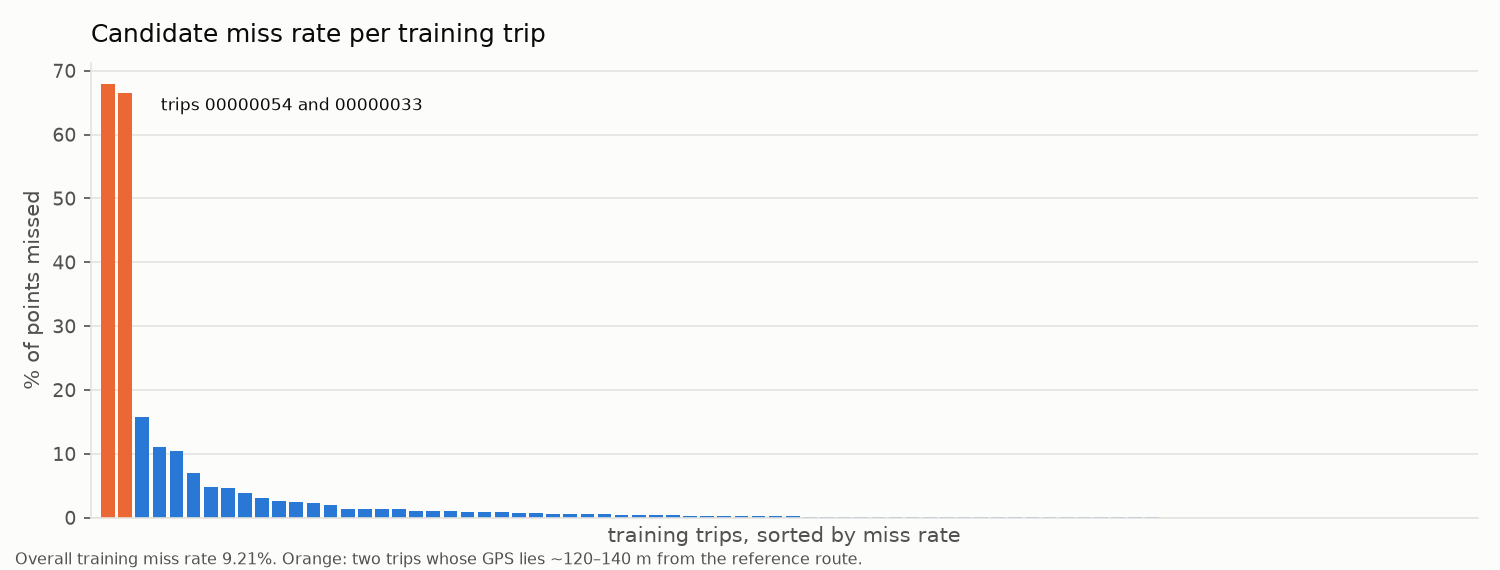 Candidate miss rate per training trip
70
60
50
40
30
20
10
0
% of points missed
trips 00000054 and 00000033
training trips, sorted by miss rate
Overall training miss rate 9.21%. Orange: two trips whose GPS lies ~120–140 m from the reference route.